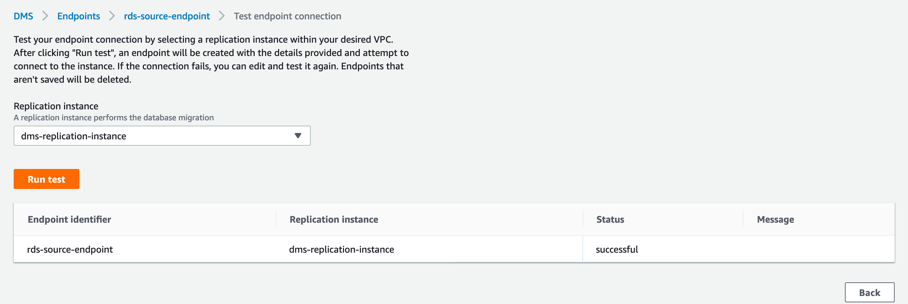 DMS > Endpoints > rds-source-endpoint > Test endpoint connection
Test your endpoint connection by selecting a replication instance within your desired VPC.
After clicking "Run test", an endpoint will be created with the details provided and attempt to
connect to the instance. If the connection fails, you can edit and test it again. Endpoints that
aren't saved will be deleted.
Replication instance
A replication instance performs the database migration
dms-replication-instance
Run test
Endpoint identifier Replication instance Status Message
rds-source-endpoint dms-replication-instance successful
Back